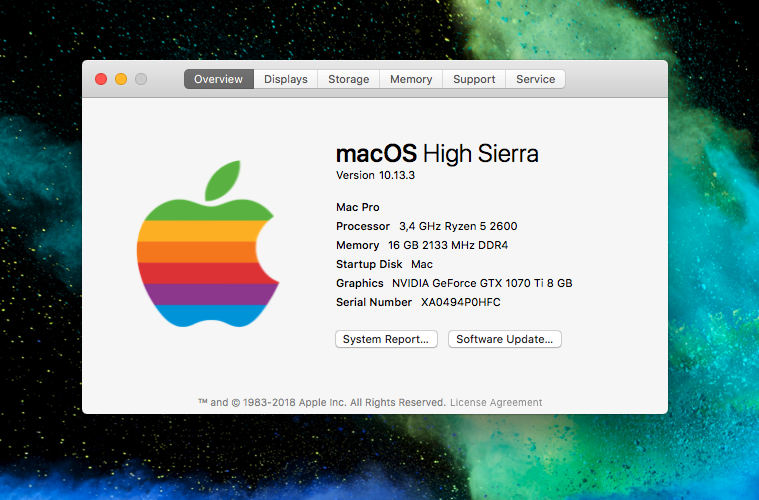 Overview Displays Storage Memory Support Service
macOS High Sierra
Version 10.13.3
Mac Pro
Processor 3,4 GHz Ryzen 5 2600
Memory 16 GB 2133 MHz DDR4
Startup Disk Mac
Graphics NVIDIA GeForce GTX 1070 Ti 8 GB
Serial Number XA0494P0HFC
System Report... Software Update...
™ and © 1983-2018 Apple Inc. All Rights Reserved. License Agreement